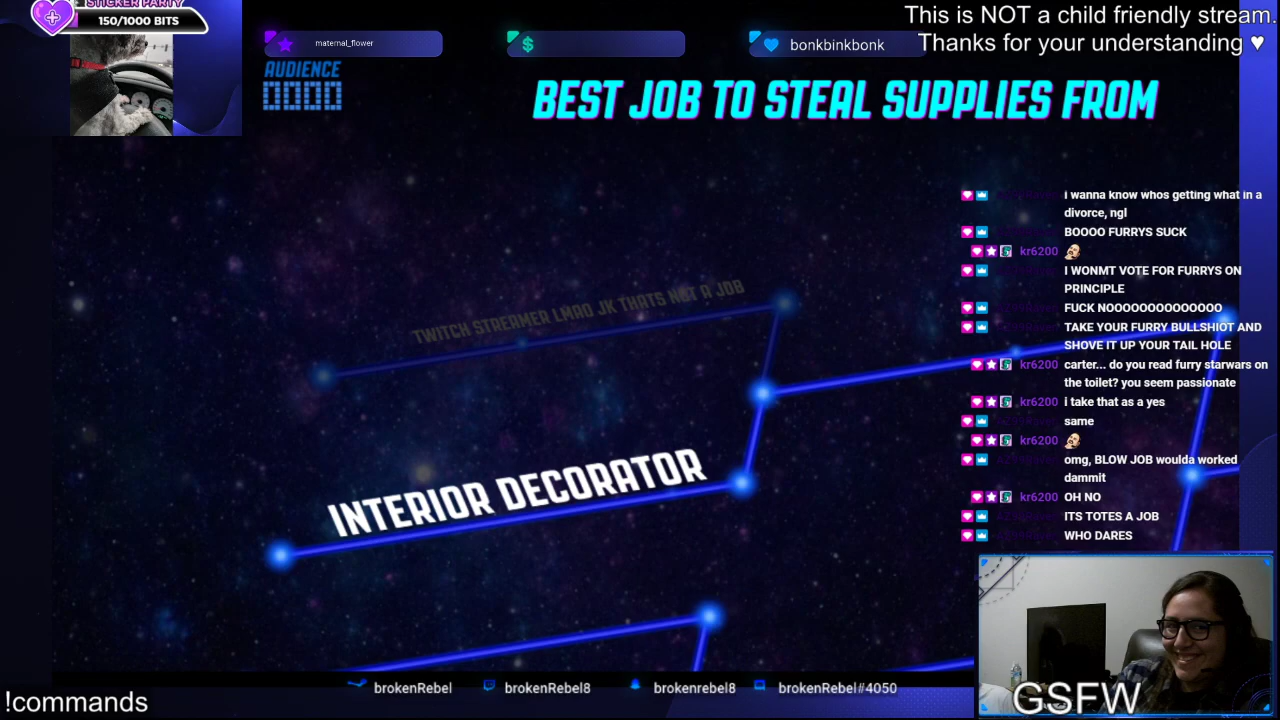 STICKER PARTY
150/1000 BITS
This is NOT a child friendly stream.
Thanks for your understanding ♥
maternal_flower
$
bonkbinkbonk
AUDIENCE
BEST JOB TO STEAL SUPPLIES FROM
i wanna know whos getting what in a
divorce, ngl
BOOOO FURRYS SUCK
kr6200
I WONMT VOTE FOR FURRYS ON
PRINCIPLE
FUCK NOOOOOOOOOOOOOO
TAKE YOUR FURRY BULLSHIOT AND
SHOVE IT UP YOUR TAIL HOLE
kr6200 carter... do you read furry starwars on
the toilet? you seem passionate
kr6200 i take that as a yes
same
kr6200
omg, BLOW JOB woulda worked
dammit
kr6200 OH NO
ITS TOTES A JOB
WHO DARES
TWITCH STREAMER LMAO JK THATS NOT A JOB
INTERIOR DECORATOR
brokenRebel
brokenRebel8
brokenrebel8
brokenRebel#4050
!commands
GSFW